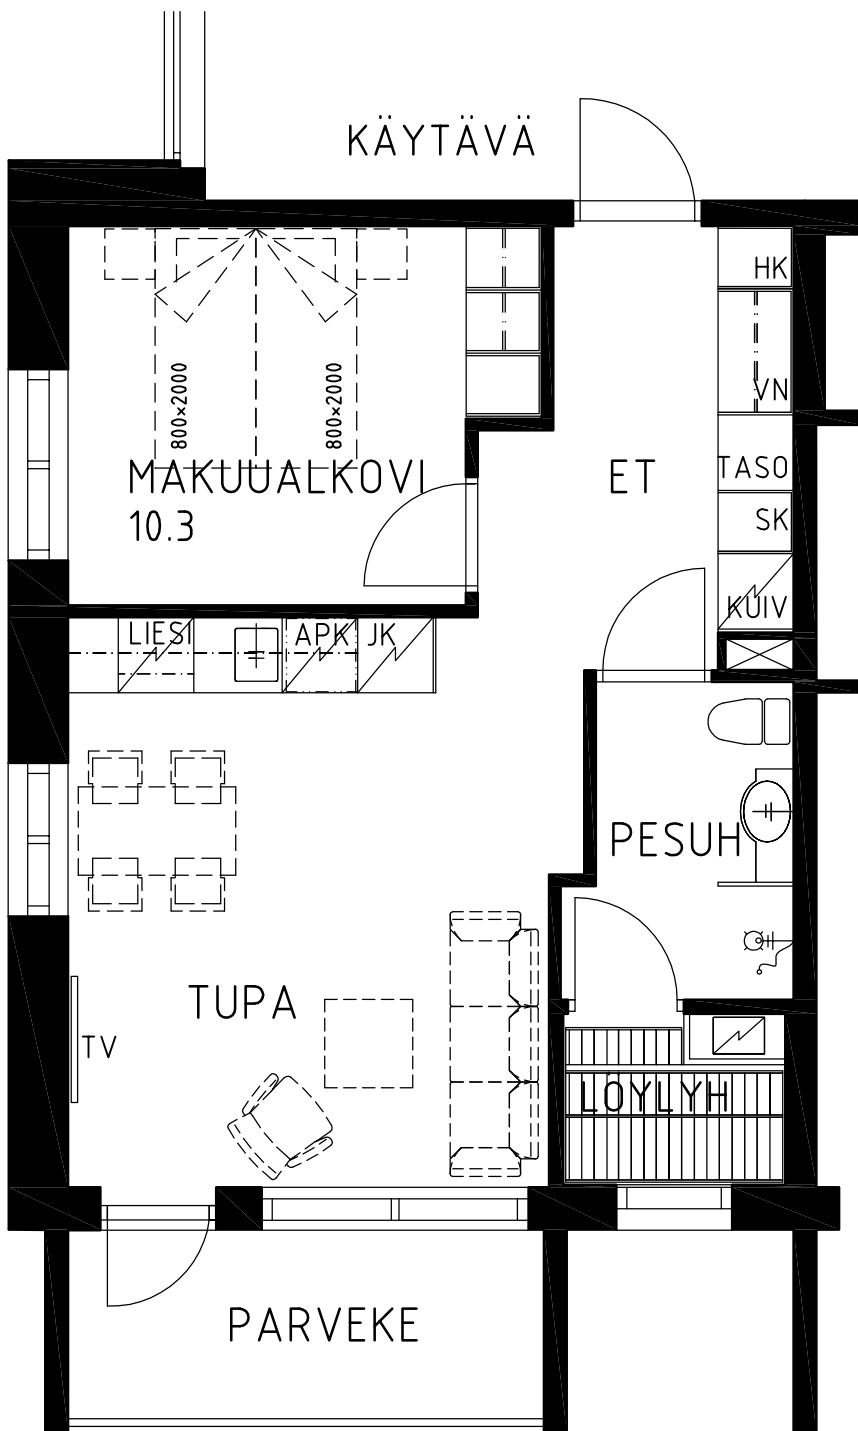 KÄYTÄVÄ
HK
VN
800×2000
800×2000
MAKUUALKOVI
10.3
ET
TASO
SK
KUIV
LIESI
APK
JK
PESUH
TUPA
TV
LÖYLYH
PARVEKE